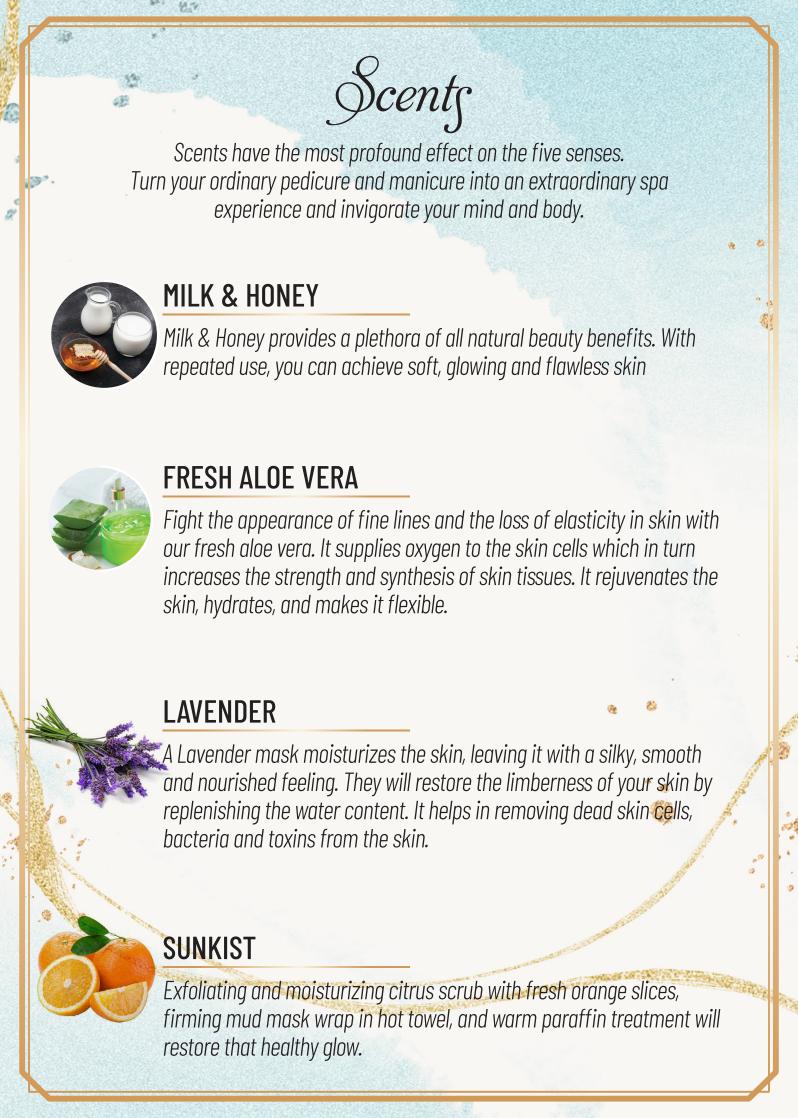 Scents
Scents have the most profound effect on the five senses.
Turn your ordinary pedicure and manicure into an extraordinary spa
experience and invigorate your mind and body.
MILK & HONEY
Milk & Honey provides a plethora of all natural beauty benefits. With
repeated use, you can achieve soft, glowing and flawless skin
FRESH ALOE VERA
Fight the appearance of fine lines and the loss of elasticity in skin with
our fresh aloe vera. It supplies oxygen to the skin cells which in turn
increases the strength and synthesis of skin tissues. It rejuvenates the
skin, hydrates, and makes it flexible.
LAVENDER
A Lavender mask moisturizes the skin, leaving it with a silky, smooth
and nourished feeling. They will restore the limberness of your skin by
replenishing the water content. It helps in removing dead skin cells,
bacteria and toxins from the skin.
SUNKIST
Exfoliating and moisturizing citrus scrub with fresh orange slices,
firming mud mask wrap in hot towel, and warm paraffin treatment will
restore that healthy glow.